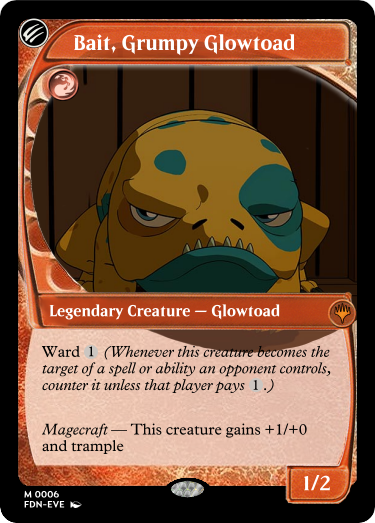 Bait, Grumpy Glowtoad
Legendary Creature — Glowtoad
Ward 1 (Whenever this creature becomes the
target of a spell or ability an opponent controls,
counter it unless that player pays 1.)
Magecraft — This creature gains +1/+0
and trample
1/2
M 0006
FDN-EVE